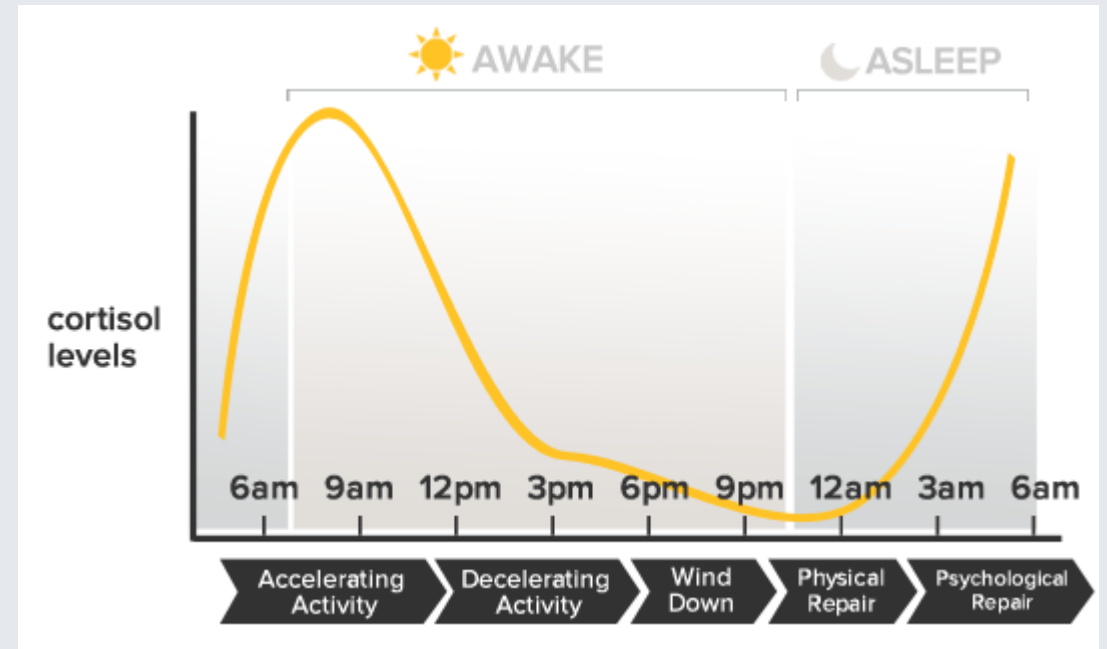 AWAKE
ASLEEP
cortisol
levels
6am 9am 12pm 3pm 6pm 9pm 12am 3am 6am
Accelerating
Activity
Decelerating
Activity
Wind
Down
Physical
Repair
Psychological
Repair